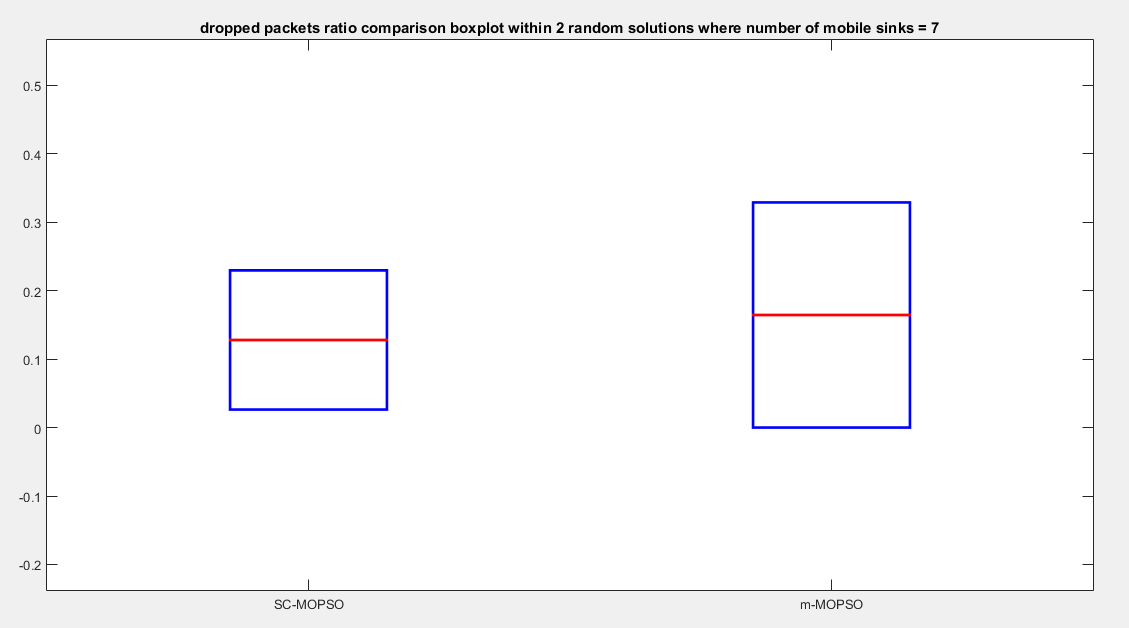 dropped packets ratio comparison boxplot within 2 random solutions where number of mobile sinks = 7
0.5
0.4
0.3
0.2
0.1
0
-0.1
-0.2
SC-MOPSO
m-MOPSO